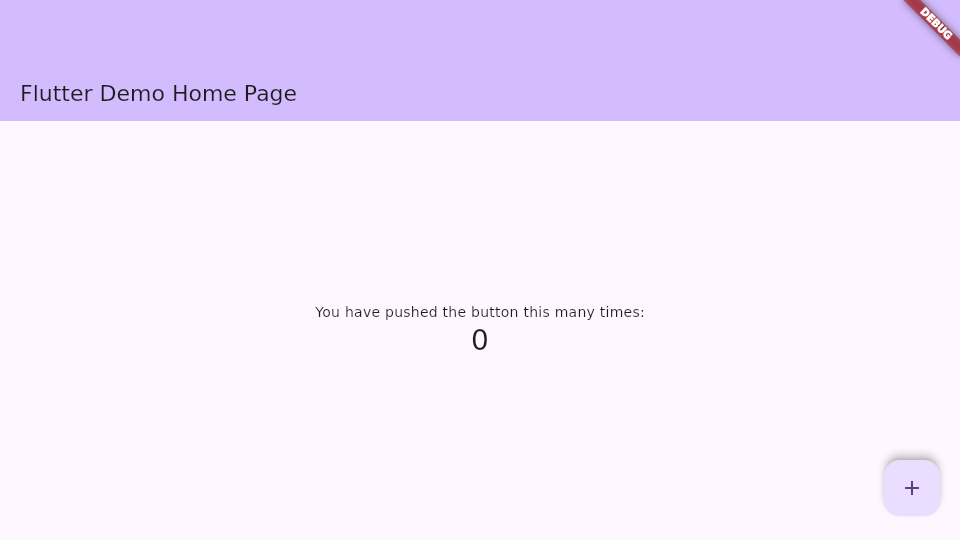 DEBUG
Flutter Demo Home Page
You have pushed the button this many times:
0
+